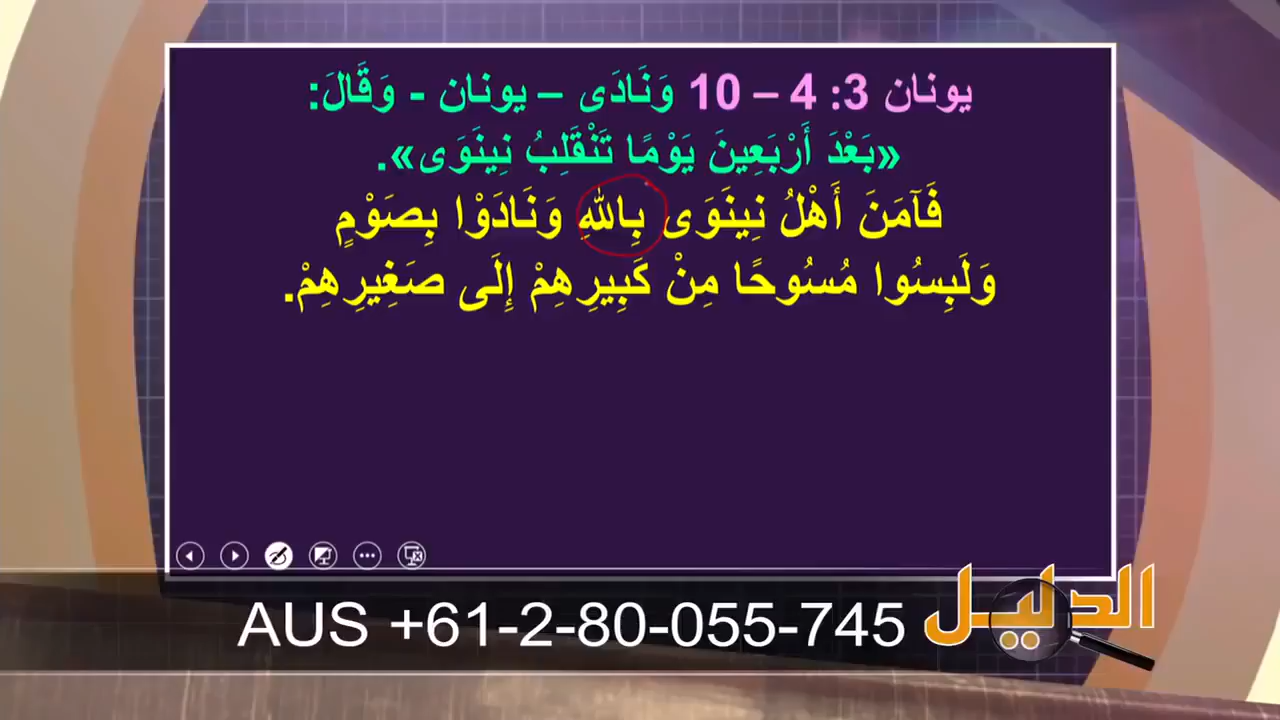 يونان 3: 4 – 10 وَنَادَى – يونان - وَقَالَ:
«بَعْدَ أَرْبَعِينَ يَوْمًا تَنْقَلِبُ نِينَوَى».
فَآمَنَ أَهْلُ نِينَوَى بِاللهِ وَنَادَوْا بِصَوْمٍ
وَلَبِسُوا مُسُوحًا مِنْ كَبِيرِهِمْ إِلَى صَغِيرِهِمْ.
الدليل
AUS +61-2-80-055-745